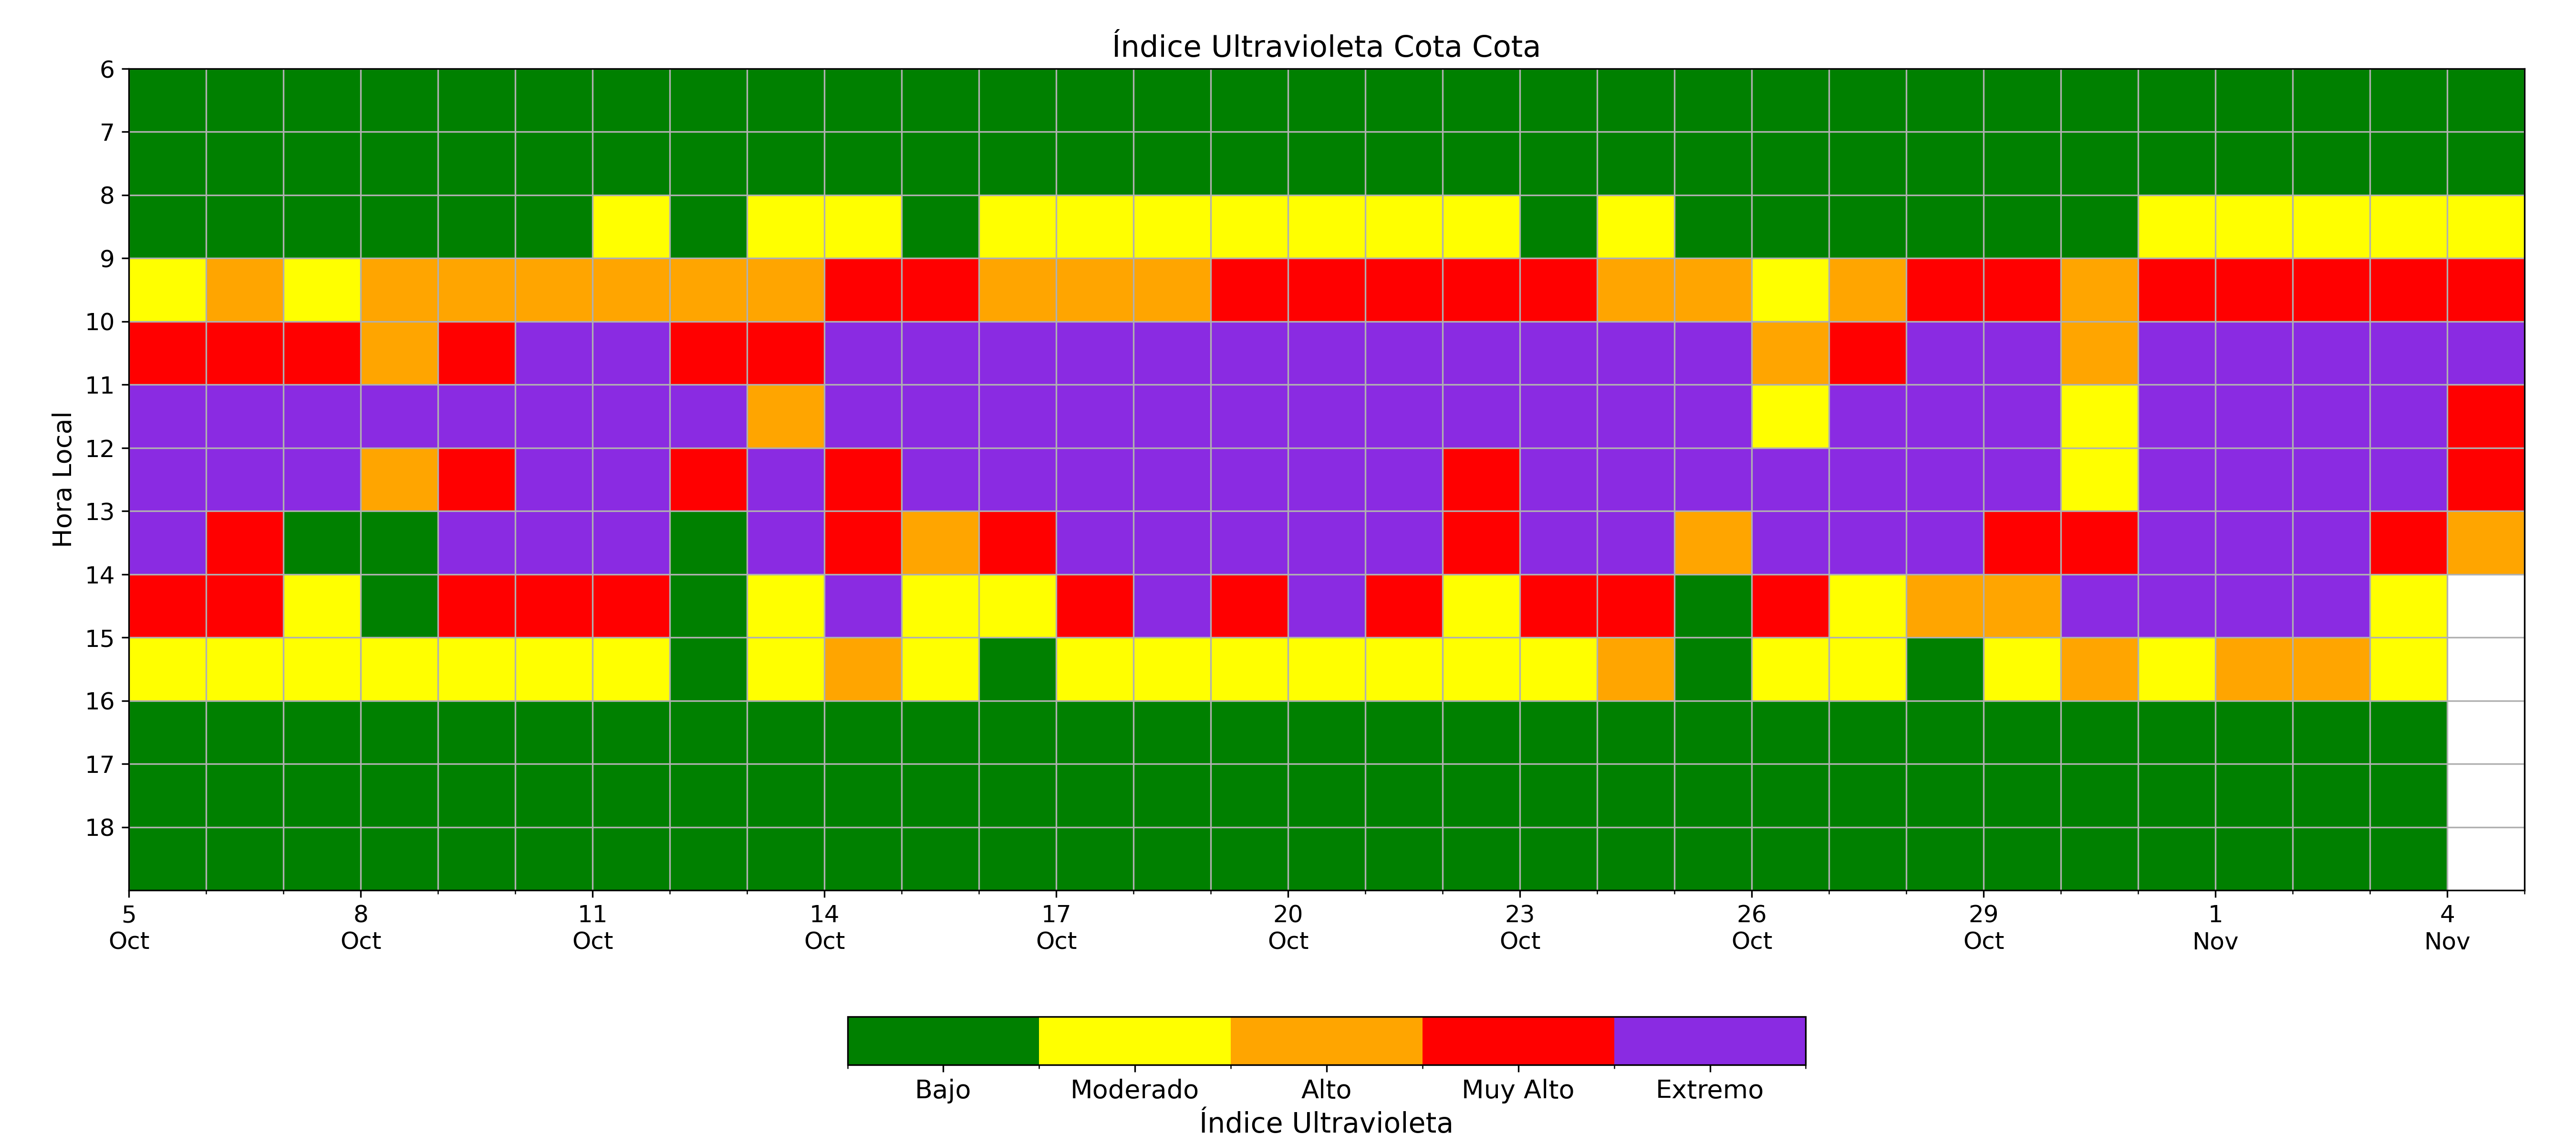 Índice Ultravioleta Cota Cota
Hora Local
6
7
8
9
10
11
12
13
14
15
16
17
18
5 8 11 14 17 20 23 26 29 1 4
Oct Oct Oct Oct Oct Oct Oct Oct Oct Nov Nov
Bajo Moderado Alto Muy Alto Extremo
Índice Ultravioleta